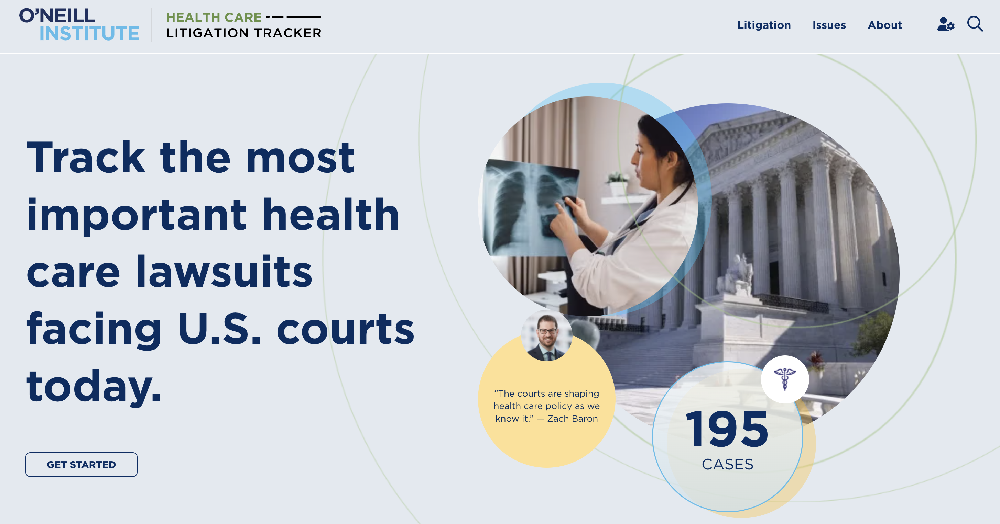 O’NEILL
INSTITUTE
HEALTH CARE
LITIGATION TRACKER
Litigation
Issues
About
Track the most
important health
care lawsuits
facing U.S. courts
today.
GET STARTED
“The courts are shaping
health care policy as we
know it.” — Zach Baron
195
CASES